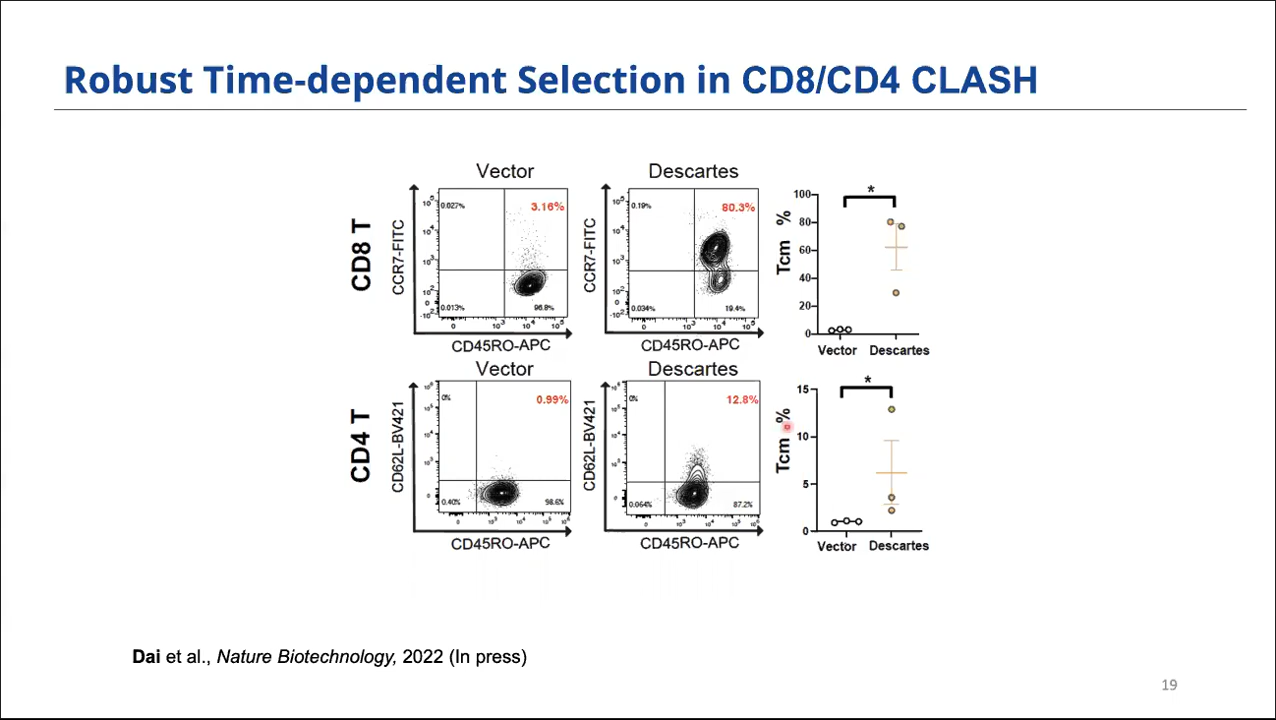 Robust Time-dependent Selection in CD8/CD4 CLASH
Vector
Descartes
CD8 T
CCR7-FITC
0.027%
3.16%
0.013%
96.8%
CD45RO-APC
CCR7-FITC
0.19%
80.3%
0.034%
19.4%
CD45RO-APC
Tcm %
100
80
60
40
20
0
*
Vector Descartes
Vector
Descartes
CD4 T
CD62L-BV421
0%
0.99%
0.40%
98.6%
CD45RO-APC
CD62L-BV421
0%
12.8%
0.064%
87.2%
CD45RO-APC
Tcm %
15
10
5
0
*
Vector Descartes
Dai et al., Nature Biotechnology, 2022 (In press)
19